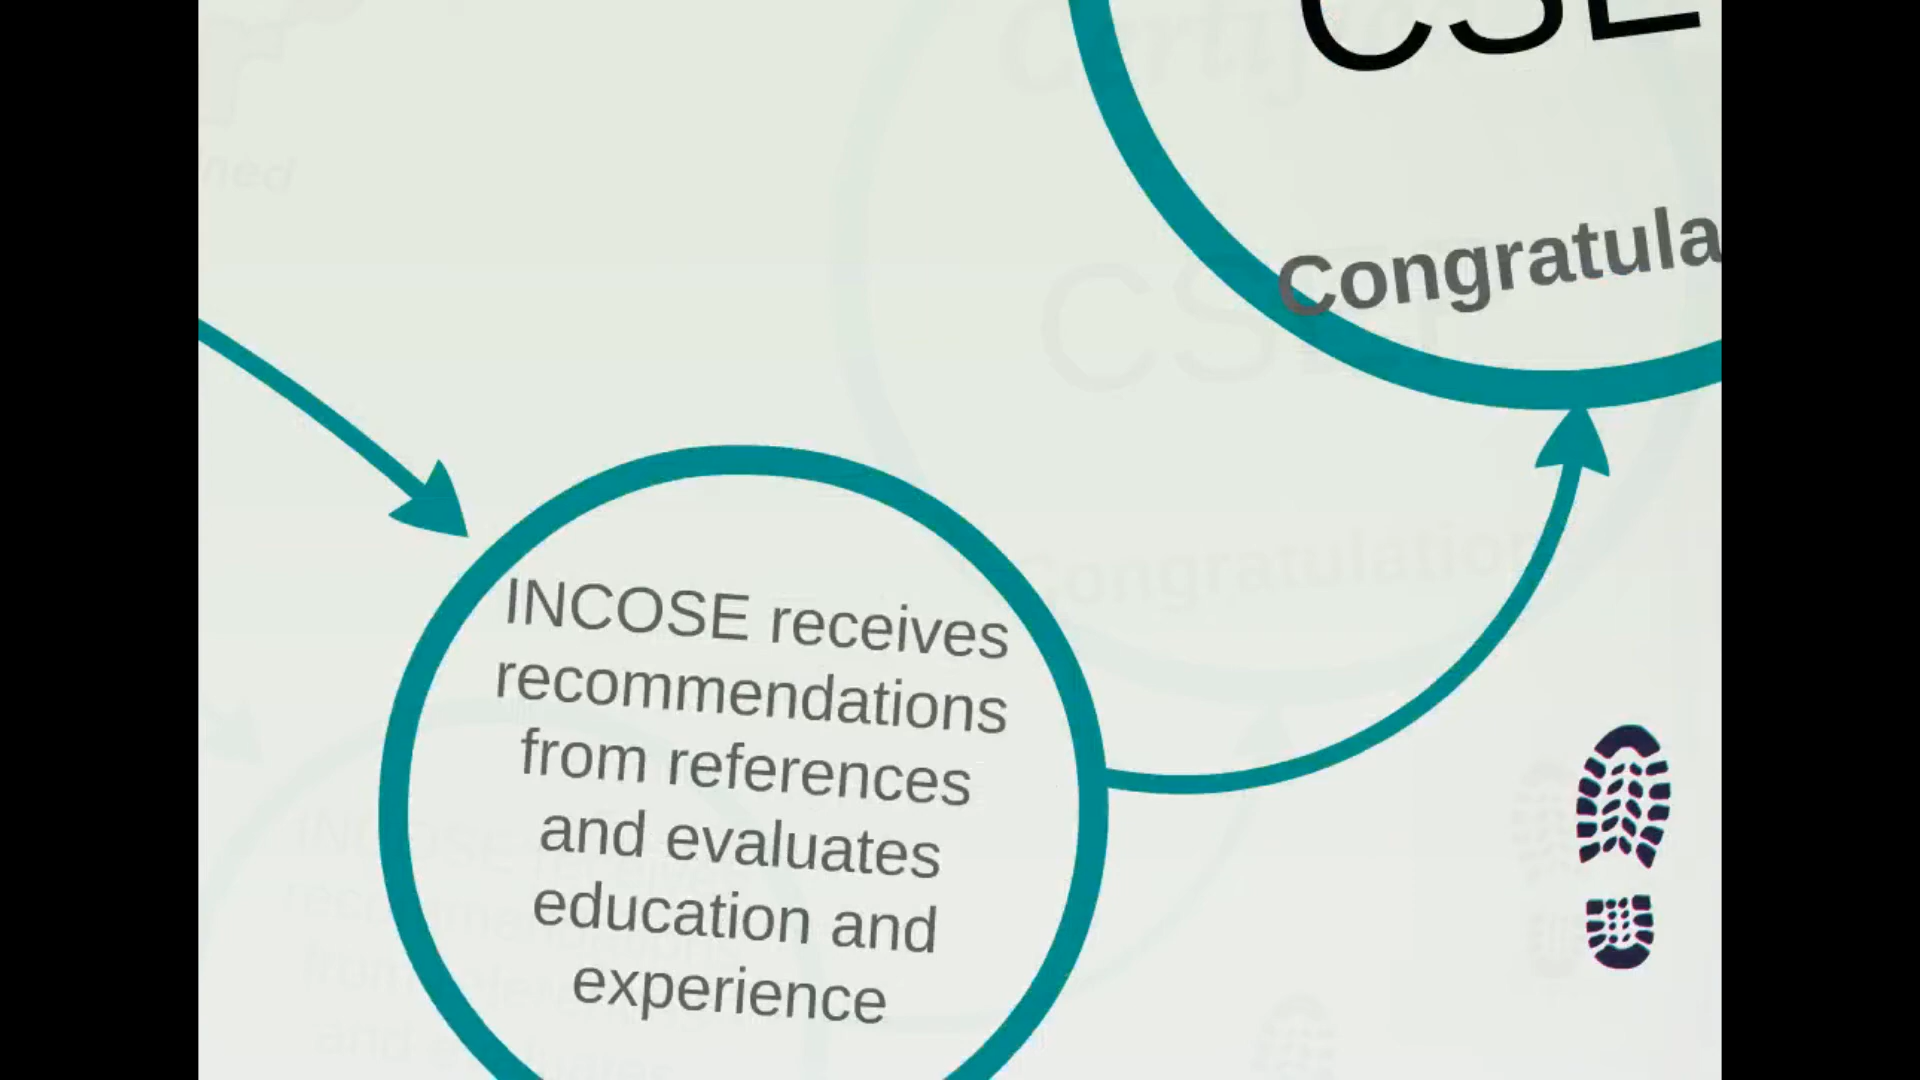 CSE
Congratula
INCOSE receives
recommendations
from references
and evaluates
education and
experience